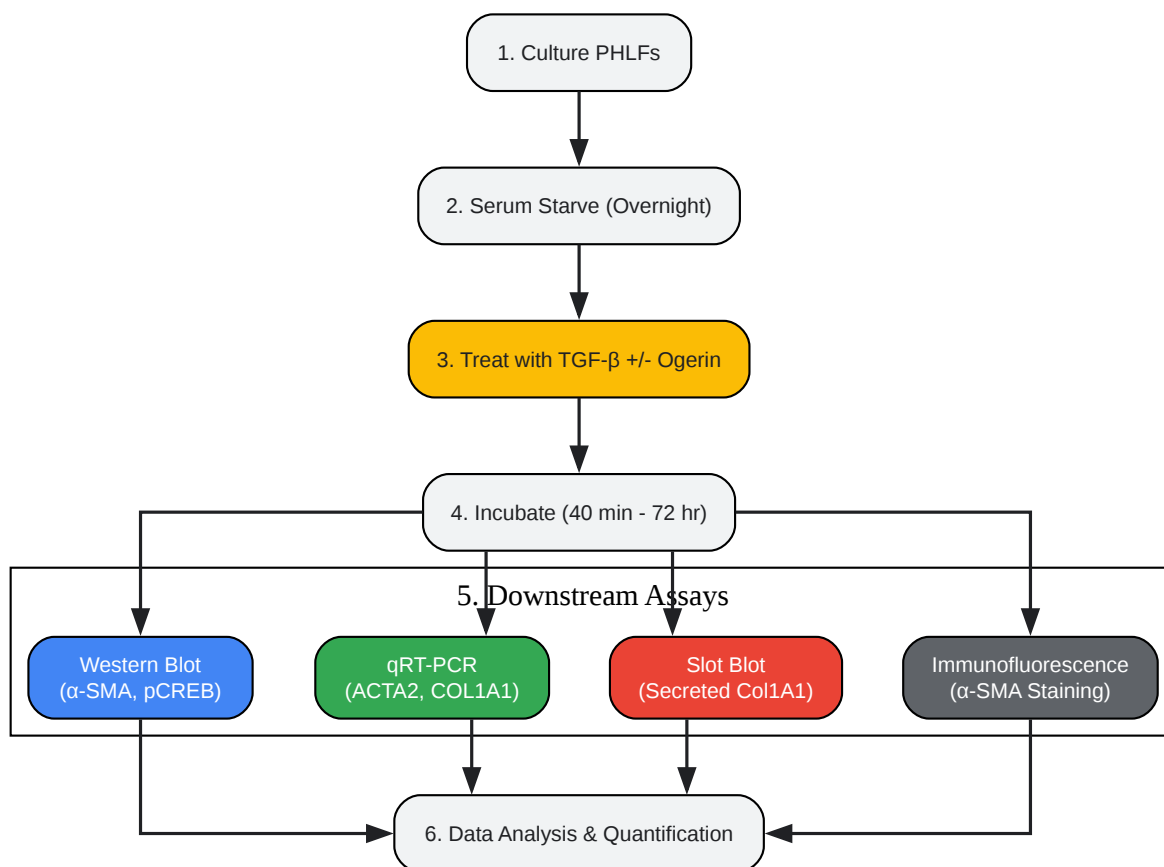 1. Culture PHLFs
2. Serum Starve (Overnight)
3. Treat with TGF-β +/- Ogerin
4. Incubate (40 min - 72 hr)
5. Downstream Assays
Western Blot
(α-SMA, pCREB)
qRT-PCR
(ACTA2, COL1A1)
Slot Blot
(Secreted Col1A1)
Immunofluorescence
(α-SMA Staining)
6. Data Analysis & Quantification